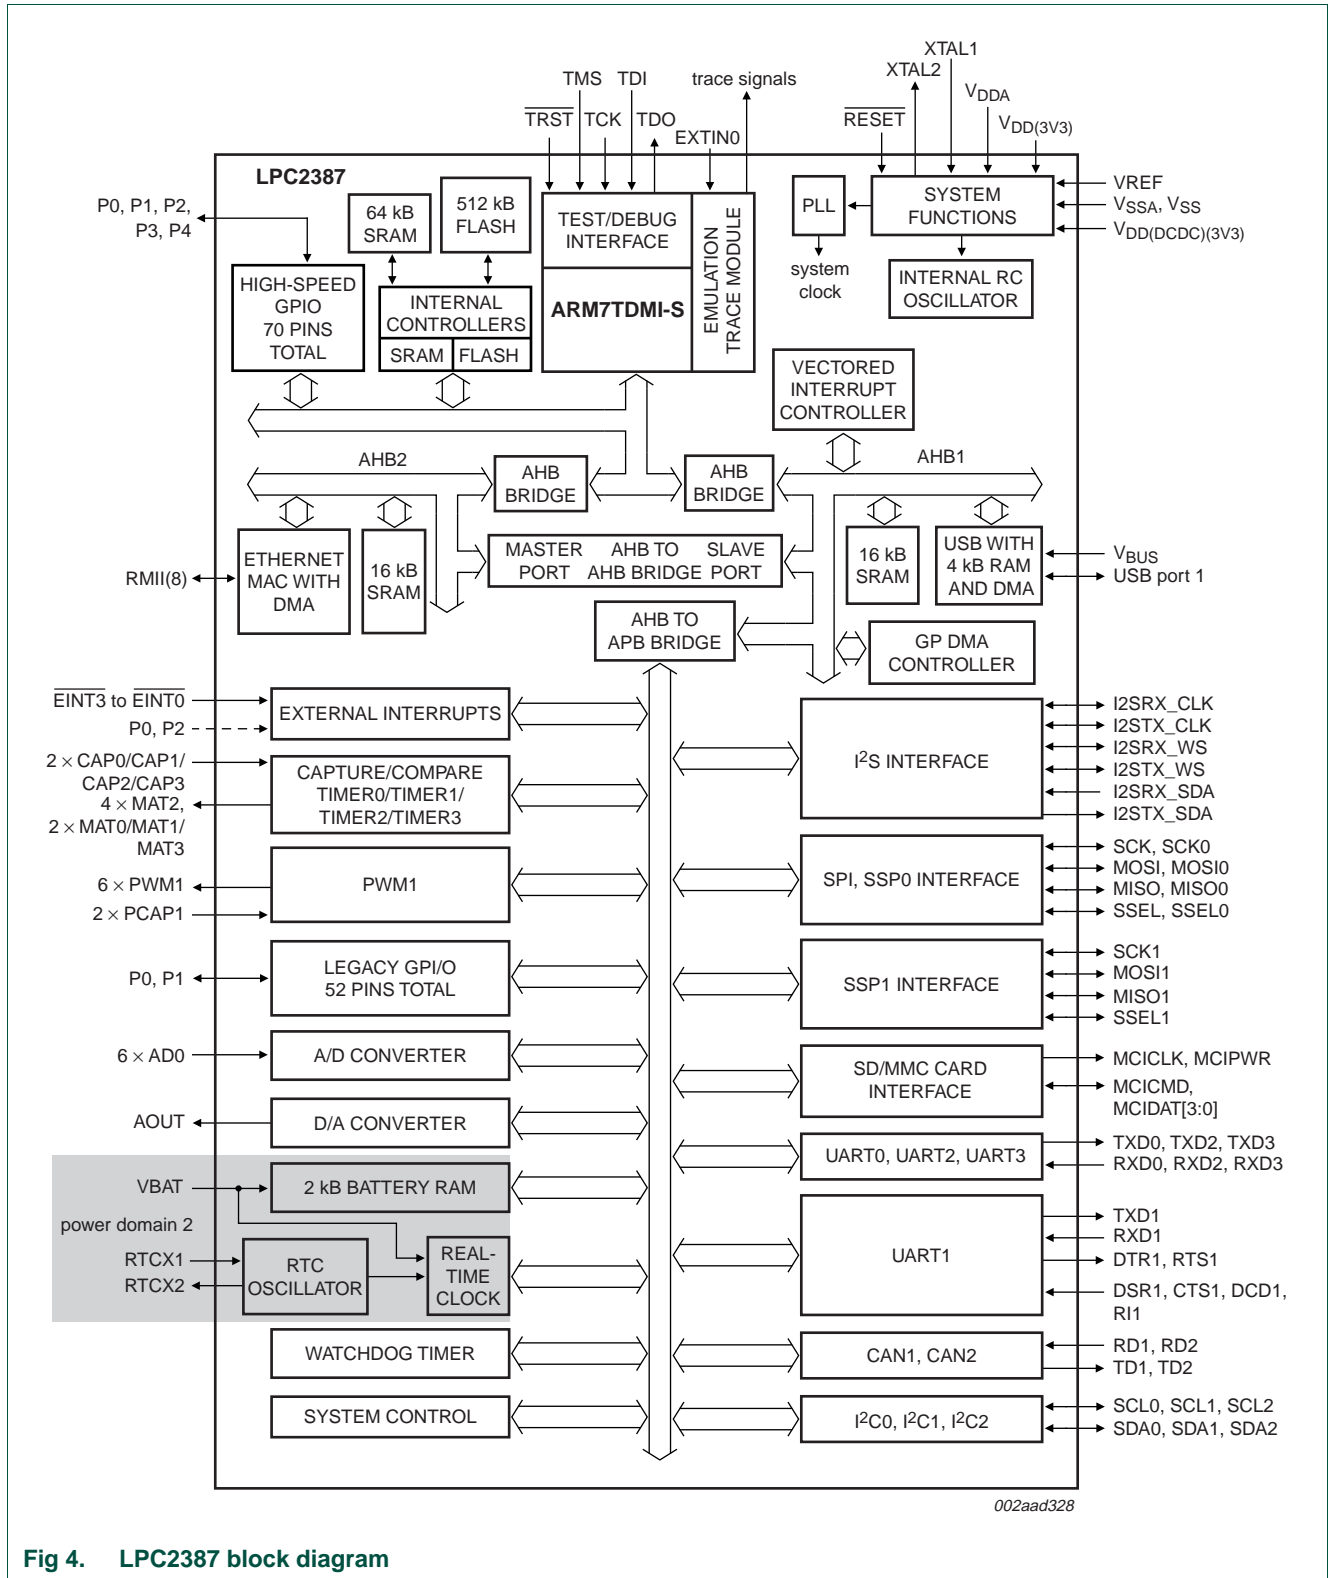 XTAL1
XTAL2
TMS TDI trace signals
VDDA
TRST TCK TDO
RESET VDD(3V3)
EXTIN0
LPC2387
P0, P1, P2,
P3, P4
64 kB
SRAM
512 kB
FLASH
TEST/DEBUG
INTERFACE
EMULATION
TRACE MODULE
PLL
SYSTEM
FUNCTIONS
VREF
VSSA, VSS
VDD(DCDC)(3V3)
system
clock
HIGH-SPEED
GPIO
70 PINS
TOTAL
INTERNAL
CONTROLLERS
SRAM FLASH
ARM7TDMI-S
INTERNAL RC
OSCILLATOR
VECTORED
INTERRUPT
CONTROLLER
AHB2
AHB
BRIDGE
AHB
BRIDGE
AHB1
ETHERNET
MAC WITH
DMA
16 kB
SRAM
MASTER
PORT
AHB TO
AHB BRIDGE
SLAVE
PORT
16 kB
SRAM
USB WITH
4 kB RAM
AND DMA
VBUS
USB port 1
RMII(8)
AHB TO
APB BRIDGE
GP DMA
CONTROLLER
EINT3 to EINT0
P0, P2
EXTERNAL INTERRUPTS
2 × CAP0/CAP1/
CAP2/CAP3
4 × MAT2,
2 × MAT0/MAT1/
MAT3
CAPTURE/COMPARE
TIMER0/TIMER1/
TIMER2/TIMER3
6 × PWM1
2 × PCAP1
PWM1
P0, P1
LEGACY GPI/O
52 PINS TOTAL
6 × AD0
A/D CONVERTER
AOUT
D/A CONVERTER
VBAT
2 kB BATTERY RAM
power domain 2
RTCX1
RTCX2
RTC
OSCILLATOR
REAL-
TIME
CLOCK
WATCHDOG TIMER
SYSTEM CONTROL
I2S INTERFACE
I2SRX_CLK
I2STX_CLK
I2SRX_WS
I2STX_WS
I2SRX_SDA
I2STX_SDA
SPI, SSP0 INTERFACE
SCK, SCK0
MOSI, MOSI0
MISO, MISO0
SSEL, SSEL0
SSP1 INTERFACE
SCK1
MOSI1
MISO1
SSEL1
SD/MMC CARD
INTERFACE
MCICLK, MCIPWR
MCICMD,
MCIDAT[3:0]
UART0, UART2, UART3
TXD0, TXD2, TXD3
RXD0, RXD2, RXD3
UART1
TXD1
RXD1
DTR1, RTS1
DSR1, CTS1, DCD1,
RI1
CAN1, CAN2
RD1, RD2
TD1, TD2
I2C0, I2C1, I2C2
SCL0, SCL1, SCL2
SDA0, SDA1, SDA2
002aad328
Fig 4. LPC2387 block diagram